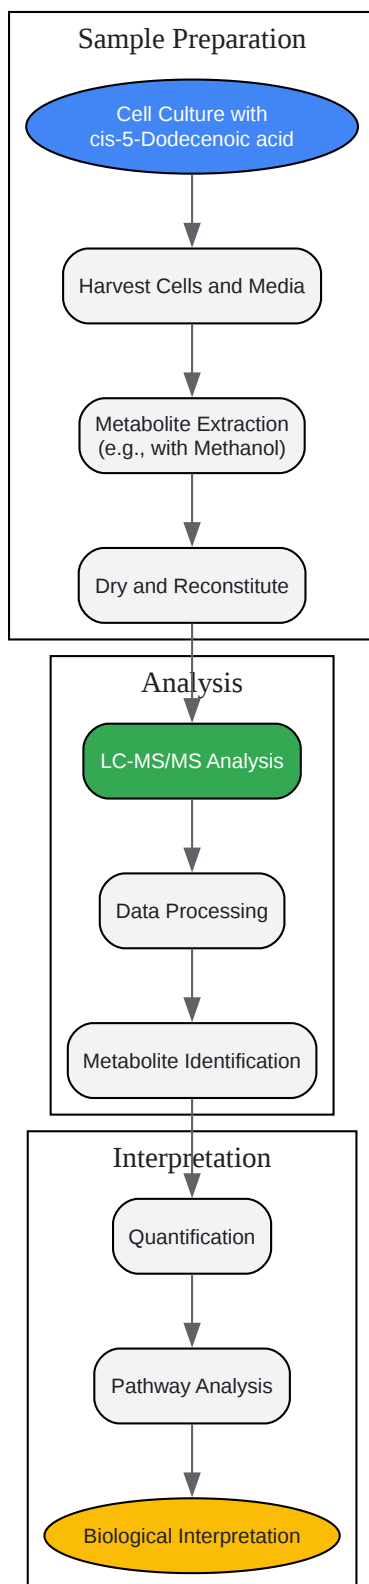 Sample Preparation
Cell Culture with
cis-5-Dodecenoic acid
Harvest Cells and Media
Metabolite Extraction
(e.g., with Methanol)
Dry and Reconstitute
Analysis
LC-MS/MS Analysis
Data Processing
Metabolite Identification
Interpretation
Quantification
Pathway Analysis
Biological Interpretation